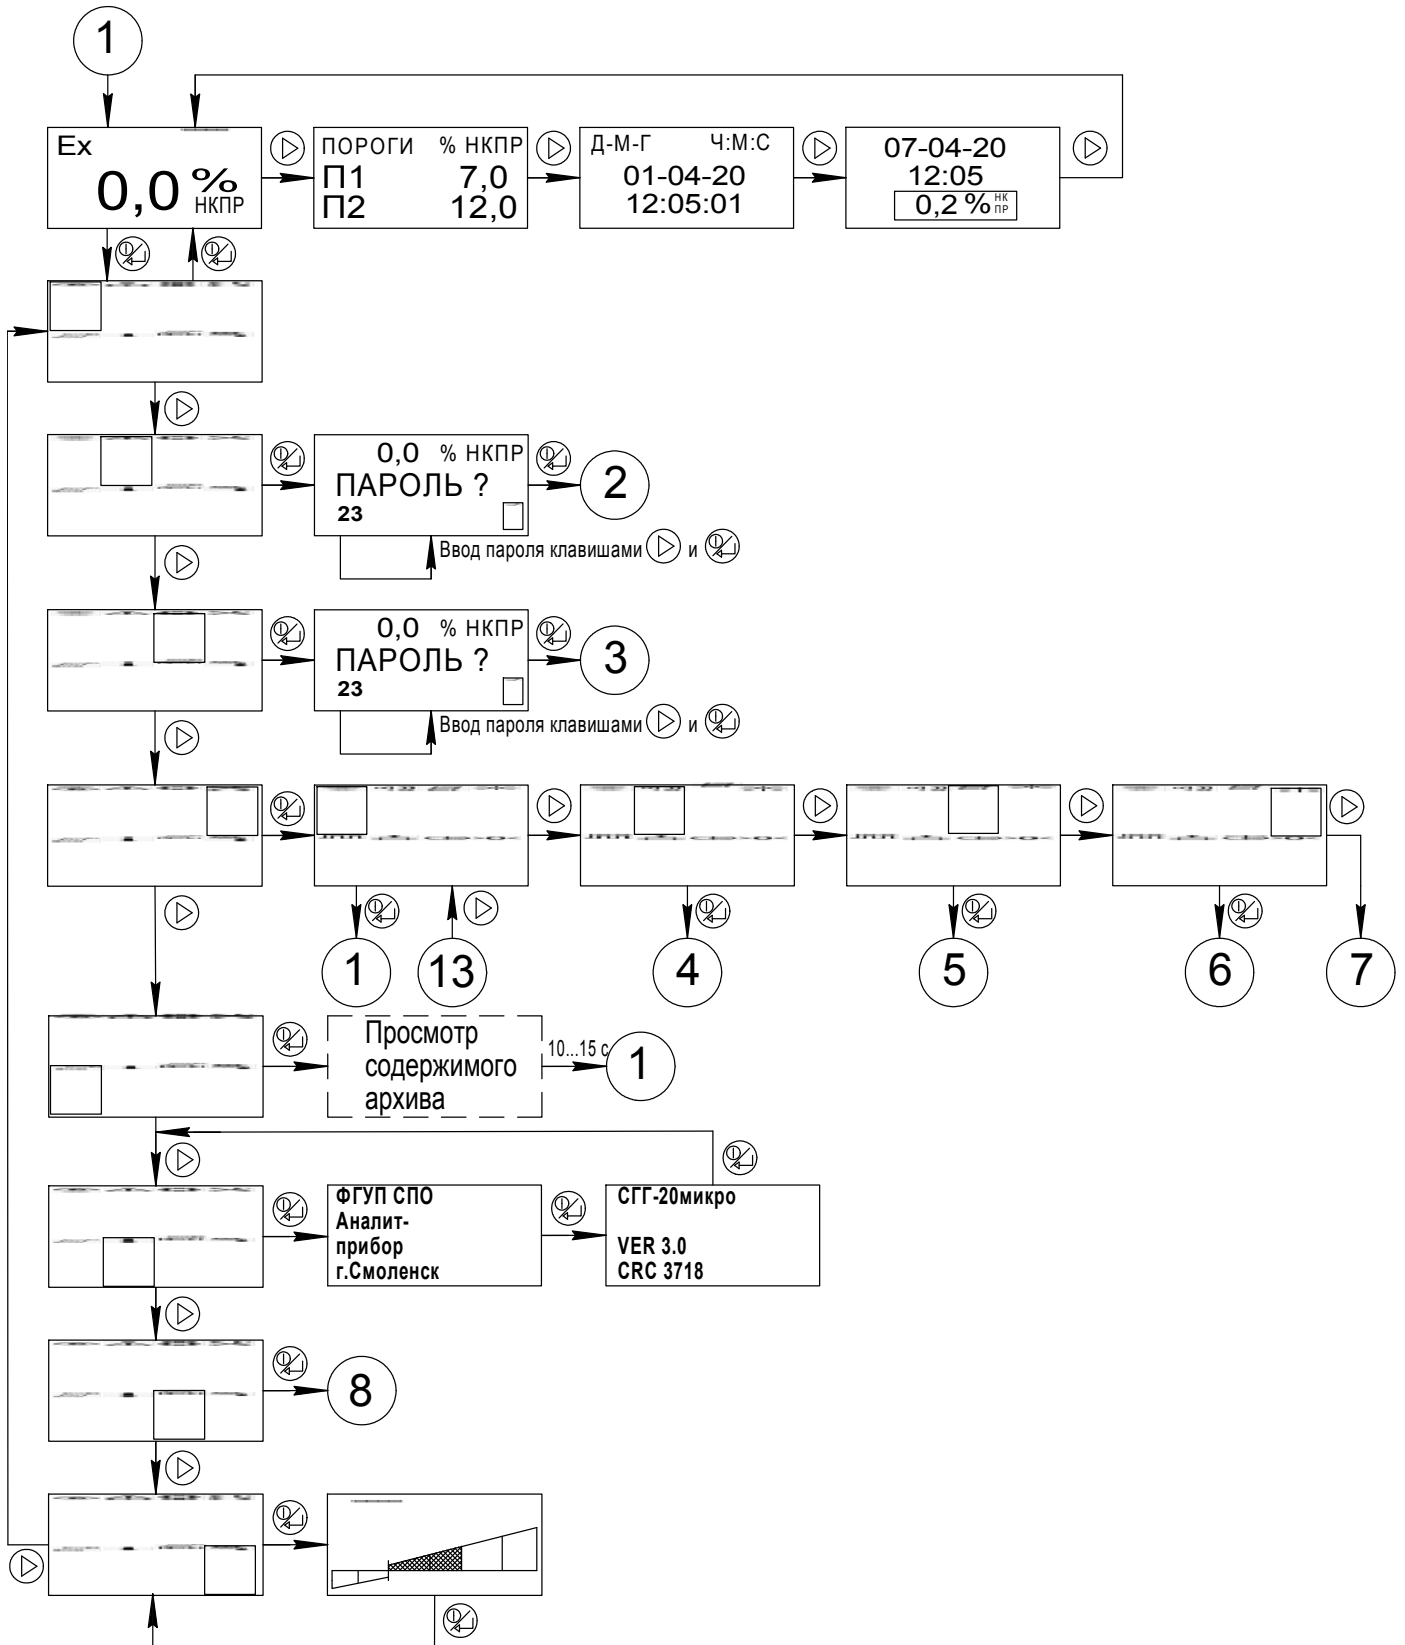 1
Ex
0,0 %
НКПР
ПОРОГИ % НКПР
П1 7,0
П2 12,0
Д-М-Г Ч:М:С
01-04-20
12:05:01
07-04-20
12:05
0,2 % НК ПР
0,0 % НКПР
ПАРОЛЬ ?
23
2
Ввод пароля клавишами и
0,0 % НКПР
ПАРОЛЬ ?
23
3
Ввод пароля клавишами и
1
13
4
5
6
7
Просмотр
содержимого
архива
10...15 с
1
ФГУП СПО
Аналит-
прибор
г.Смоленск
СГГ-20микро
VER 3.0
CRC 3718
8